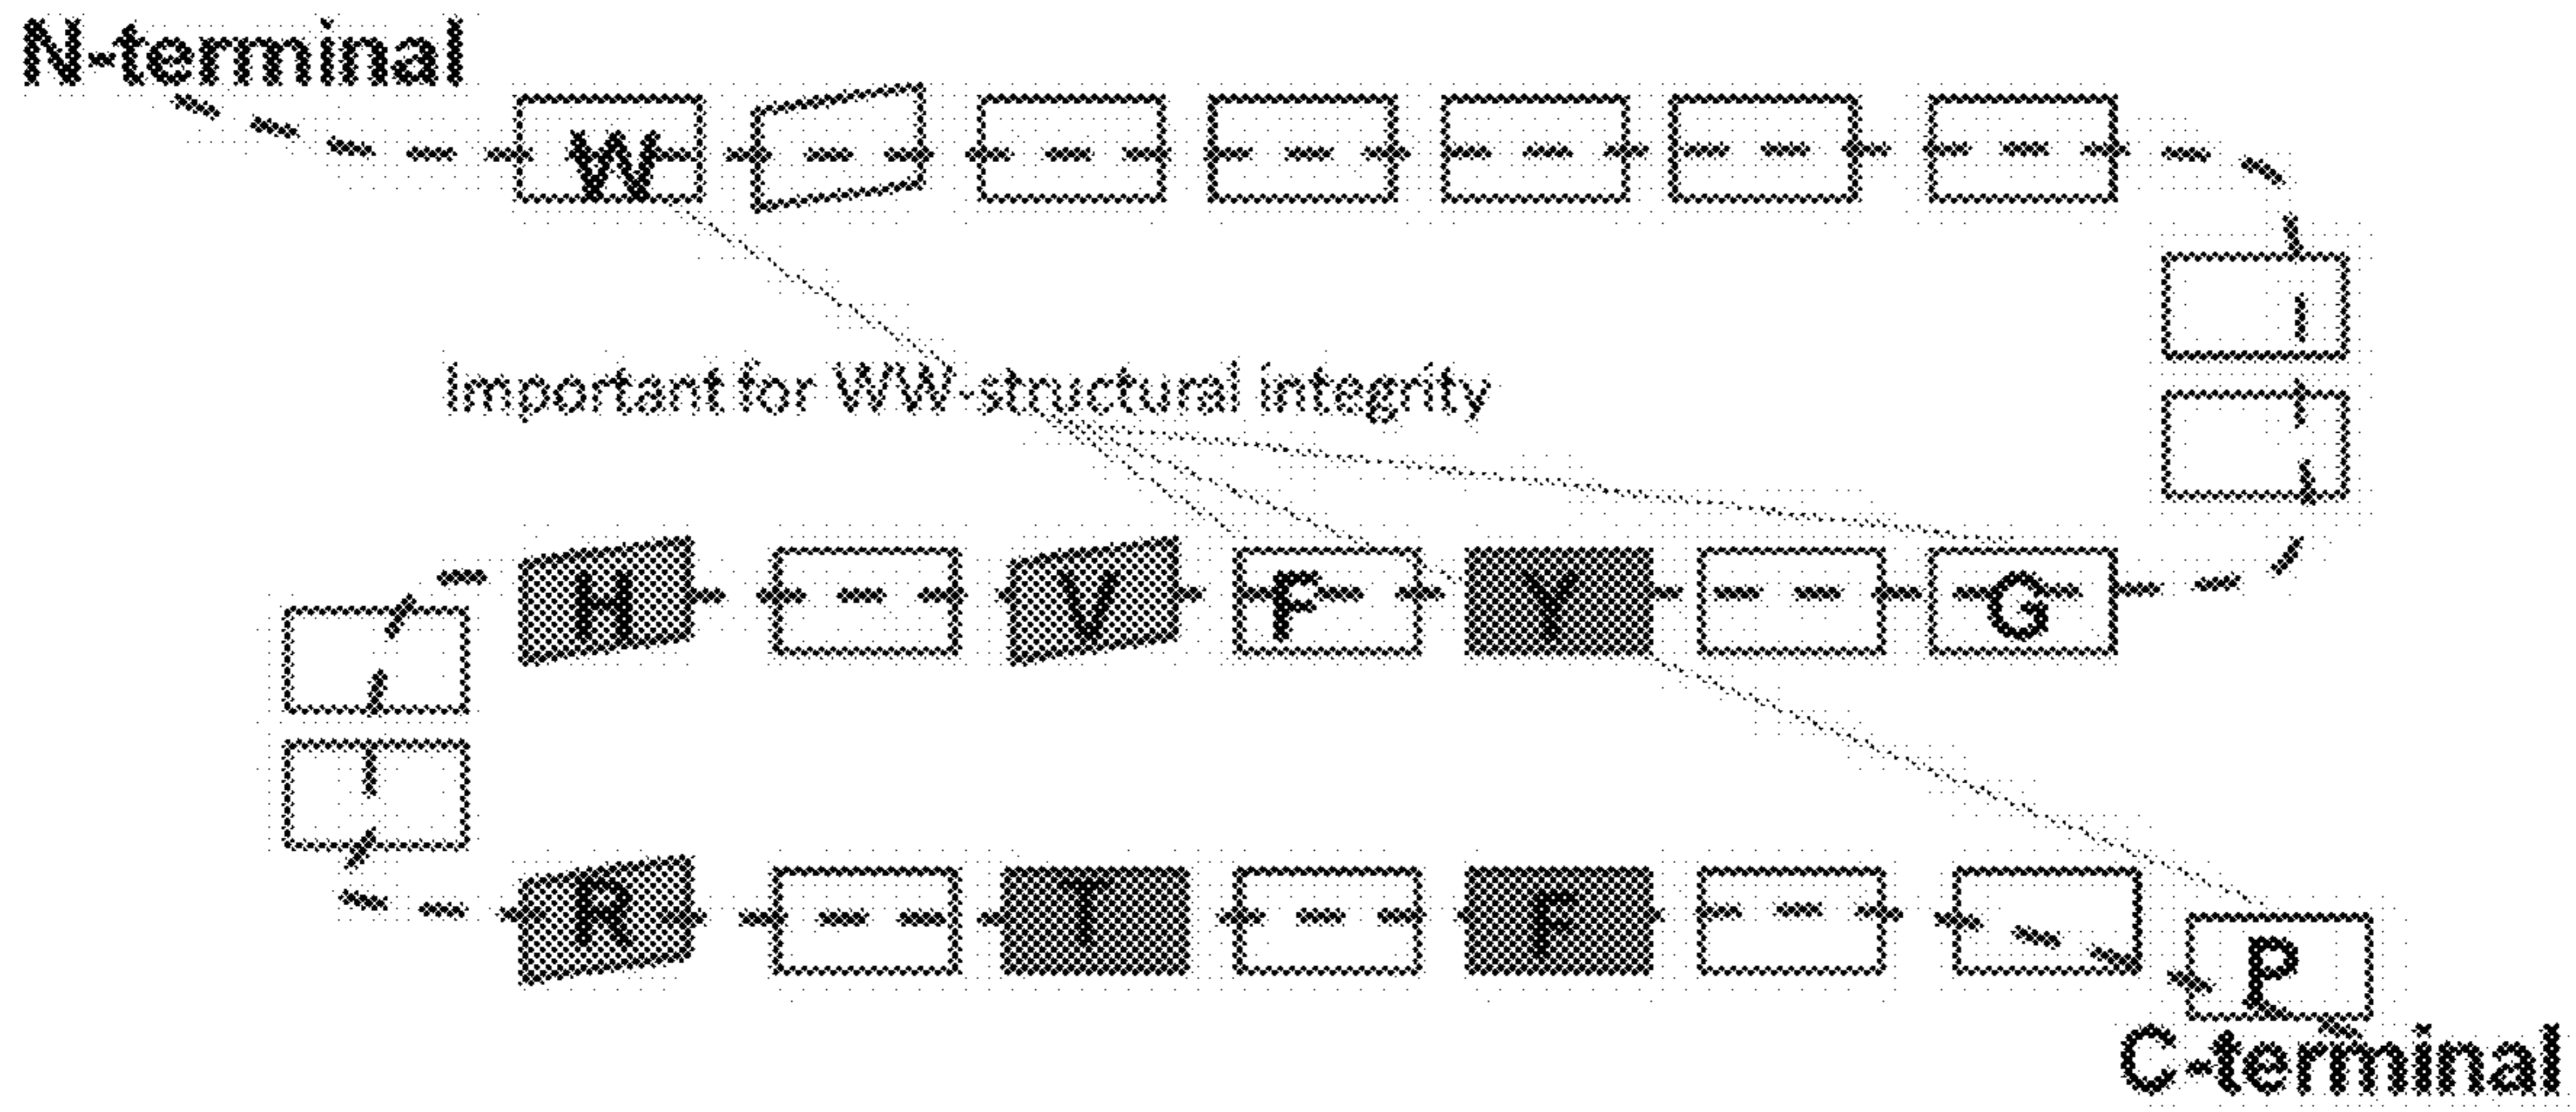 N-terminal
W
Important for WW-structural integrity
H V F Y G
R T F P
C-terminal